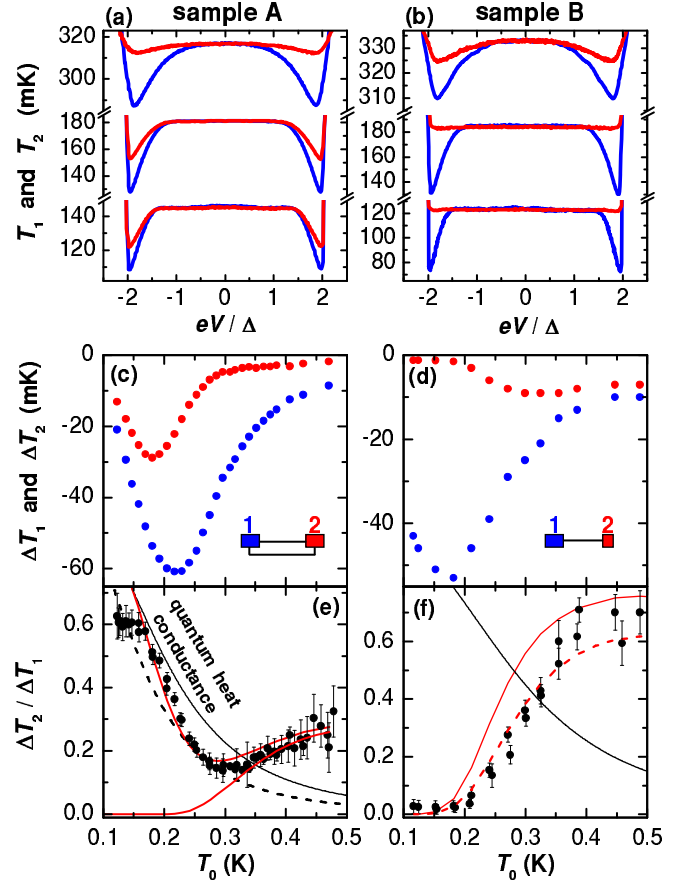 sample A
sample B
(a)
(b)
T1 and T2 (mK)
320
300
180
160
140
140
120
330
320
310
190
170
150
130
120
100
80
-2 -1 0 1 2
-2 -1 0 1 2
eV / Δ
eV / Δ
(c)
(d)
ΔT1 and ΔT2 (mK)
0
-20
-40
-60
0
-20
-40
1 2
1 2
(e)
(f)
quantum heat
conductance
ΔT2 / ΔT1
0.6
0.4
0.2
0.0
0.6
0.4
0.2
0.0
0.1 0.2 0.3 0.4 0.5
0.1 0.2 0.3 0.4 0.5
T0 (K)
T0 (K)